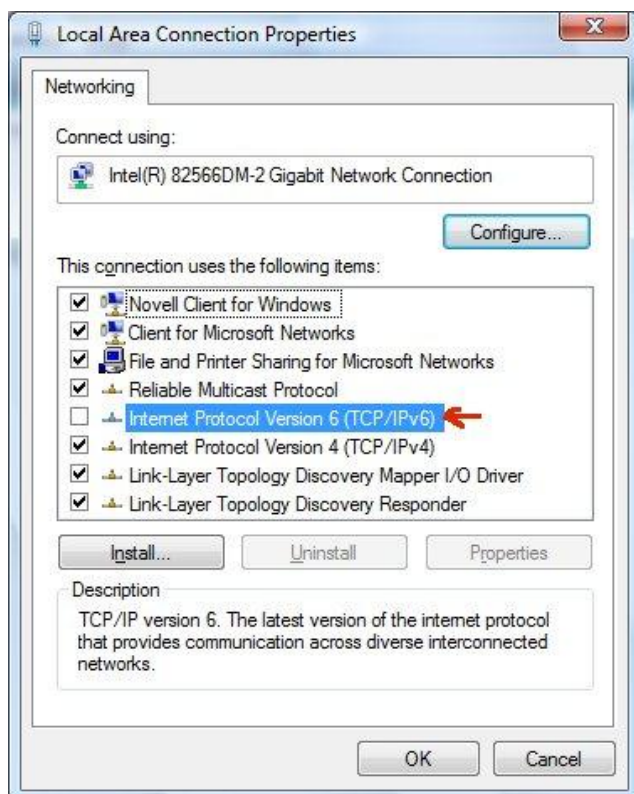 Local Area Connection Properties
Networking
Connect using:
Intel(R) 82566DM-2 Gigabit Network Connection
Configure...
This connection uses the following items:
Novell Client for Windows
Client for Microsoft Networks
File and Printer Sharing for Microsoft Networks
Reliable Multicast Protocol
Internet Protocol Version 6 (TCP/IPv6)
Internet Protocol Version 4 (TCP/IPv4)
Link-Layer Topology Discovery Mapper I/O Driver
Link-Layer Topology Discovery Responder
Install...
Uninstall
Properties
Description
TCP/IP version 6. The latest version of the internet protocol
that provides communication across diverse interconnected
networks.
OK
Cancel